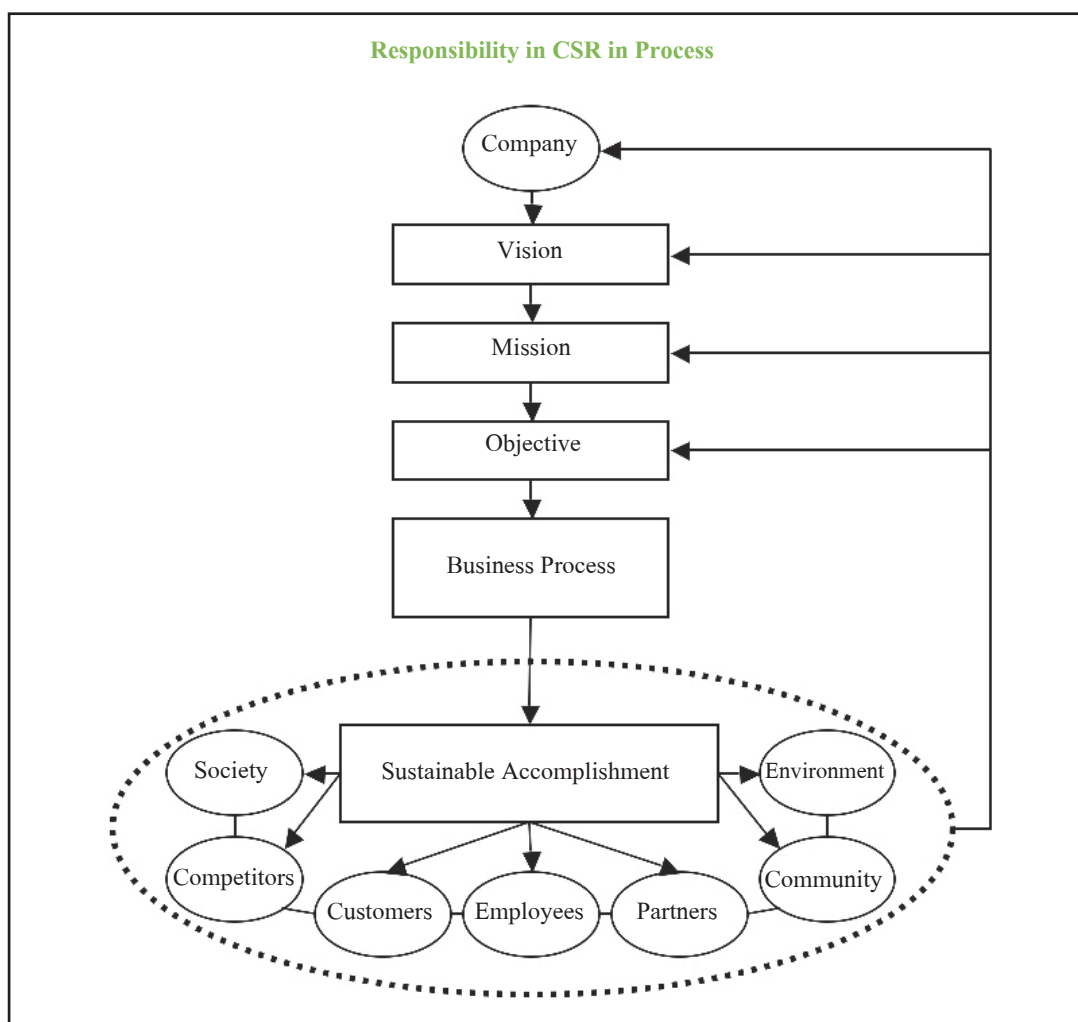 Responsibility in CSR in Process
Company
Vision
Mission
Objective
Business Process
Sustainable Accomplishment
Society
Environment
Competitors
Community
Customers
Employees
Partners